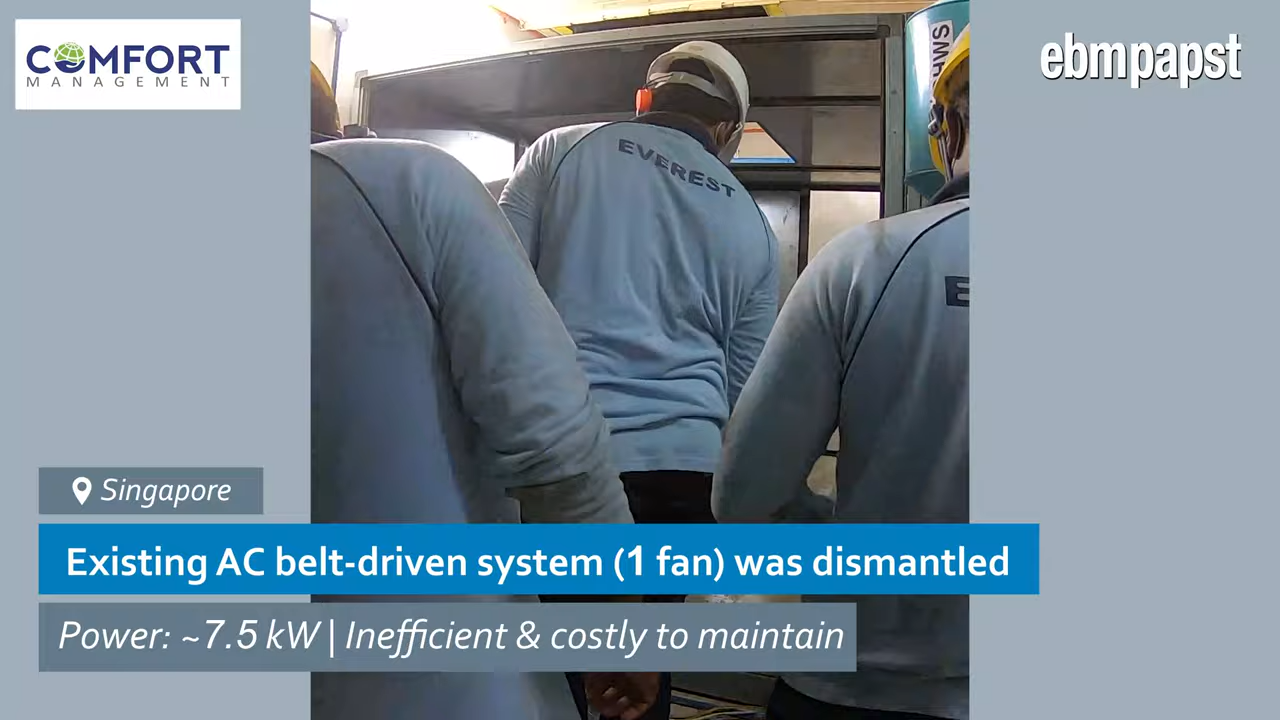 COMFORT
MANAGEMENT
ebmpapst
CHWS
EVEREST
E
Singapore
Existing AC belt-driven system (1 fan) was dismantled
Power: ~7.5 kW | Inefficient & costly to maintain